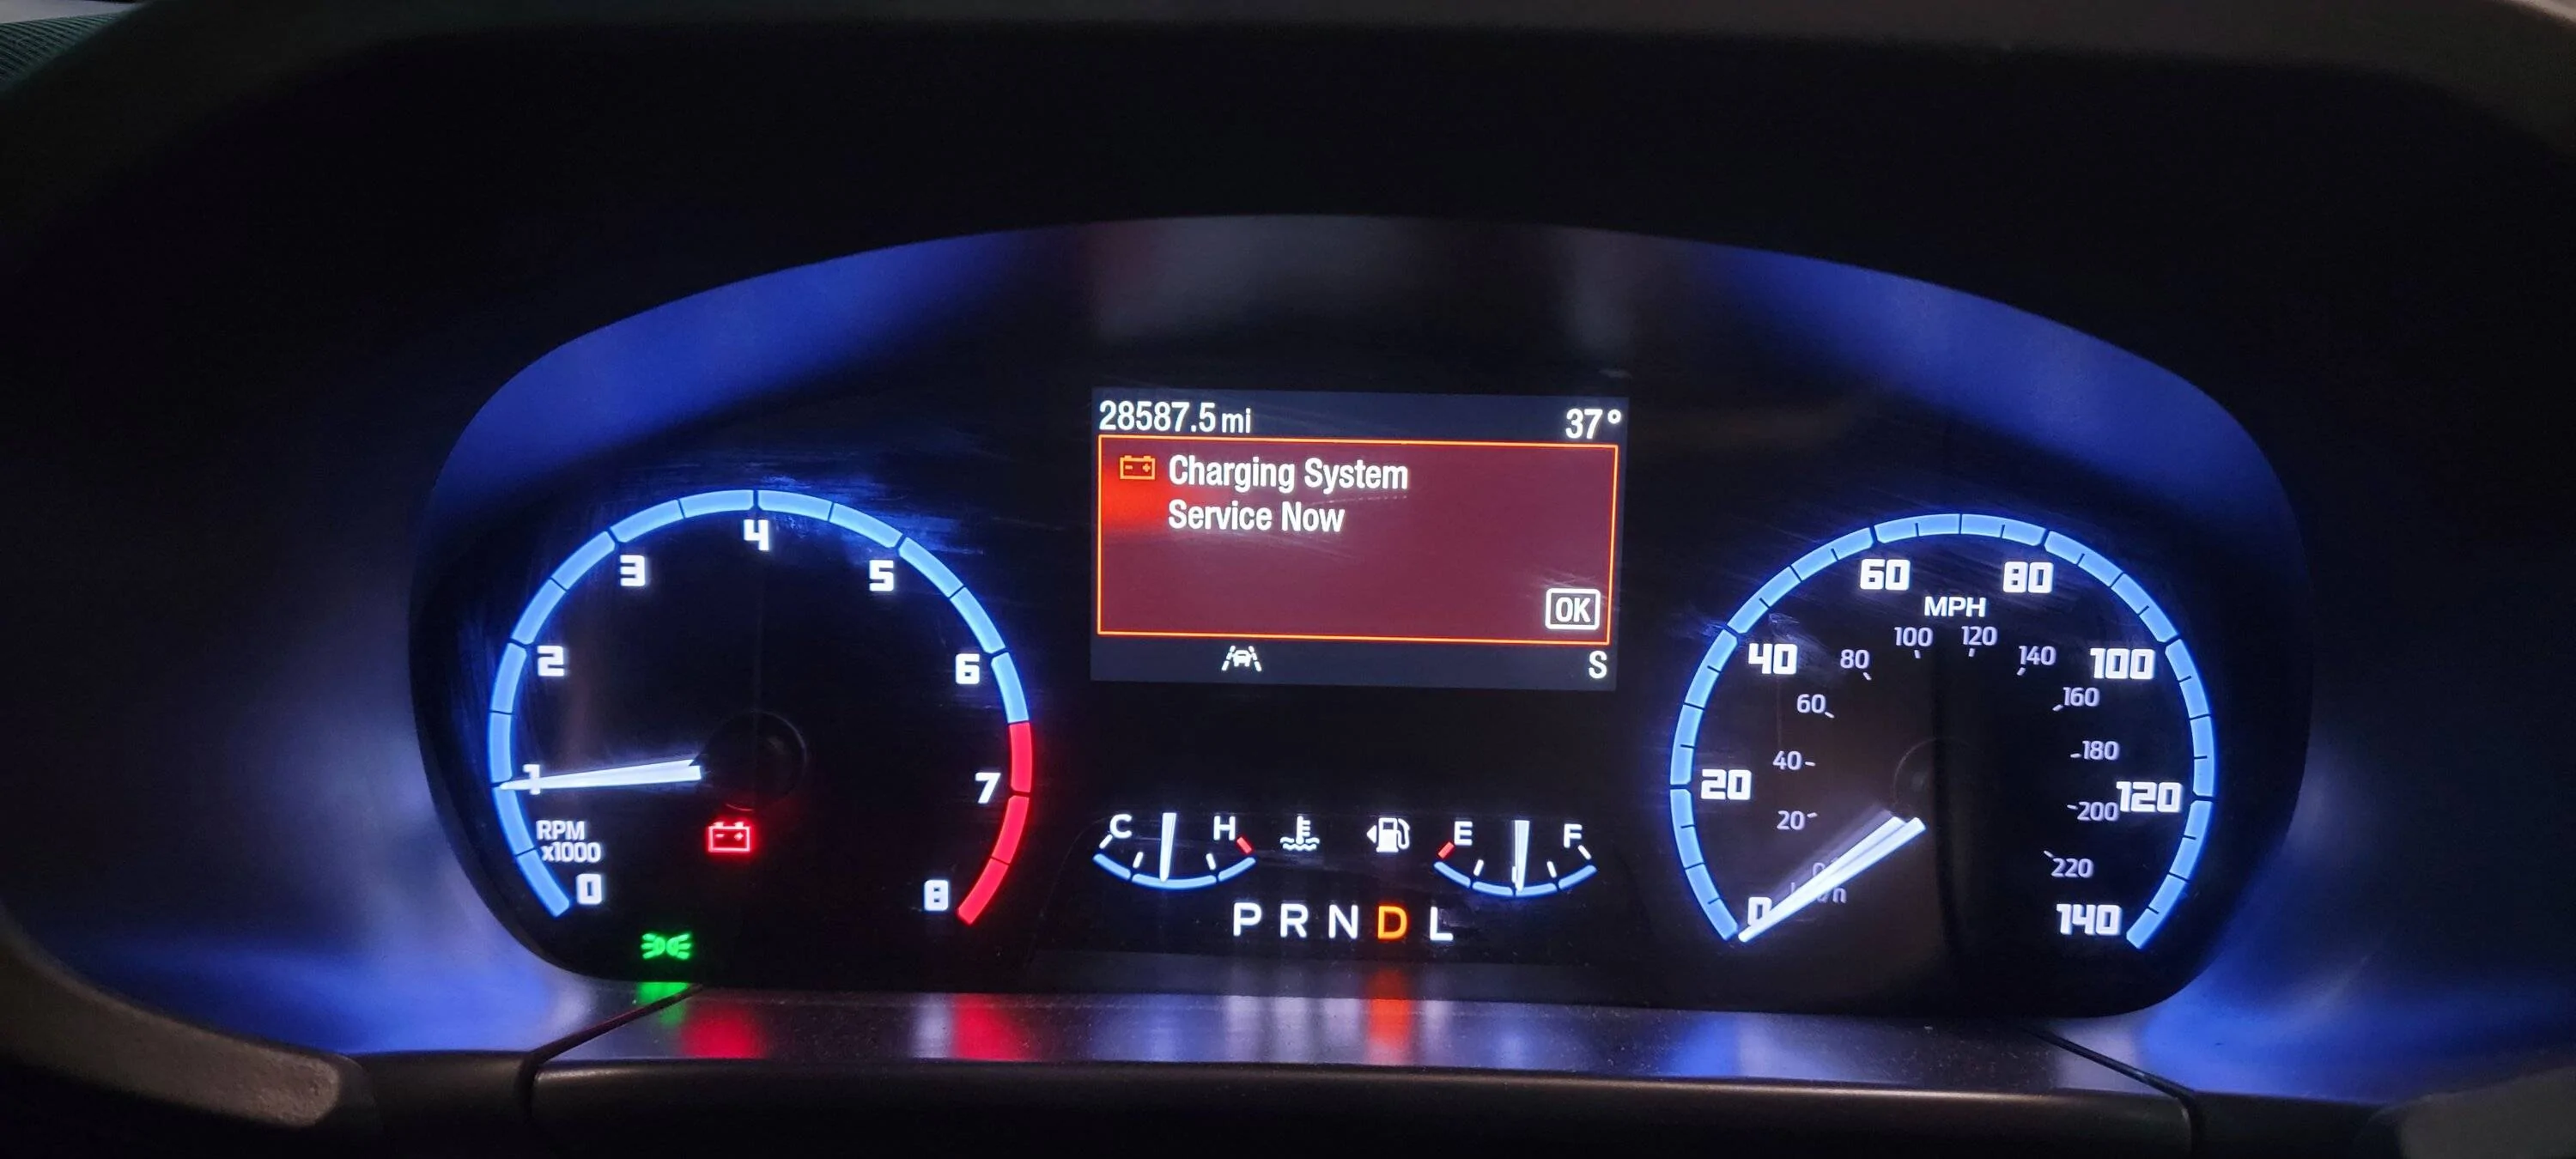 28587.5 mi 37°
Charging System
Service Now
OK
S
4
3 5
2 6
1 7
RPM
x1000
0 8
C H
E F
P R N D L
60 80
MPH
40 100
20 120
0 140
100 120
80 140
60 160
40 180
20 200
220